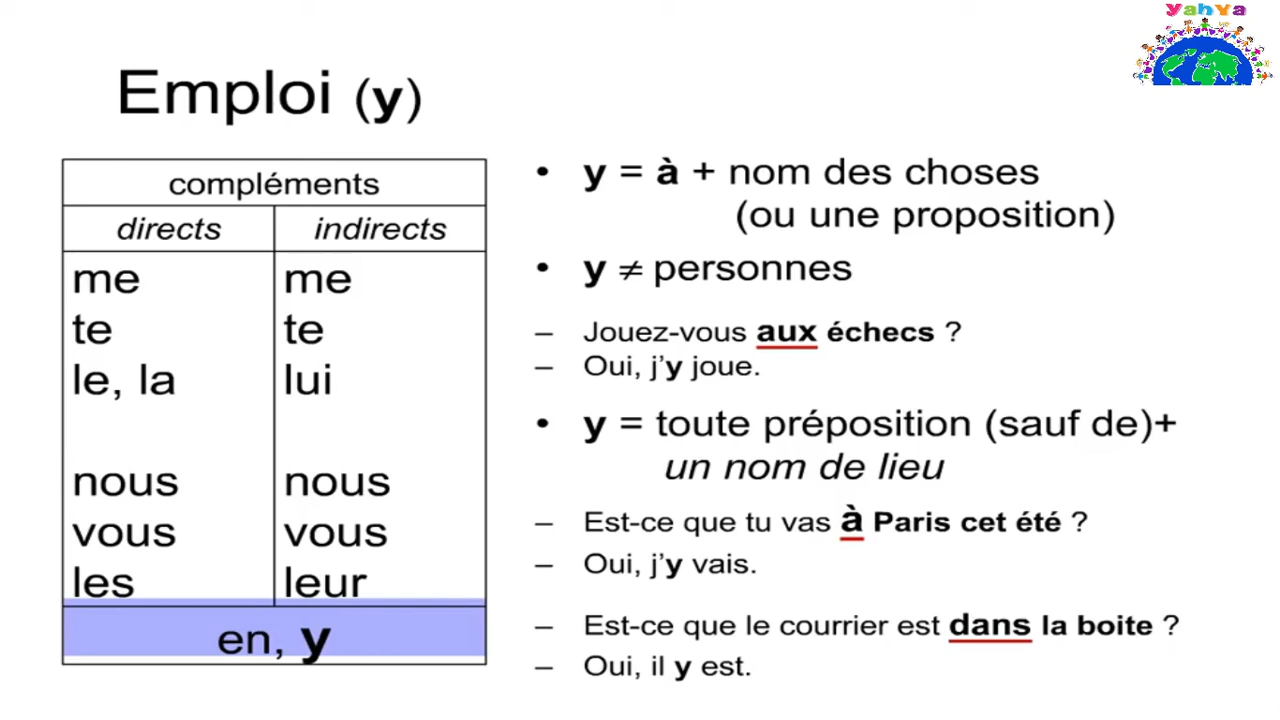 YahYa
Emploi (y)
compléments
directs indirects
me me
te te
le, la lui
nous nous
vous vous
les leur
en, y
• y = à + nom des choses
(ou une proposition)
• y ≠ personnes
– Jouez-vous aux échecs ?
– Oui, j’y joue.
• y = toute préposition (sauf de)+
un nom de lieu
– Est-ce que tu vas à Paris cet été ?
– Oui, j’y vais.
– Est-ce que le courrier est dans la boite ?
– Oui, il y est.